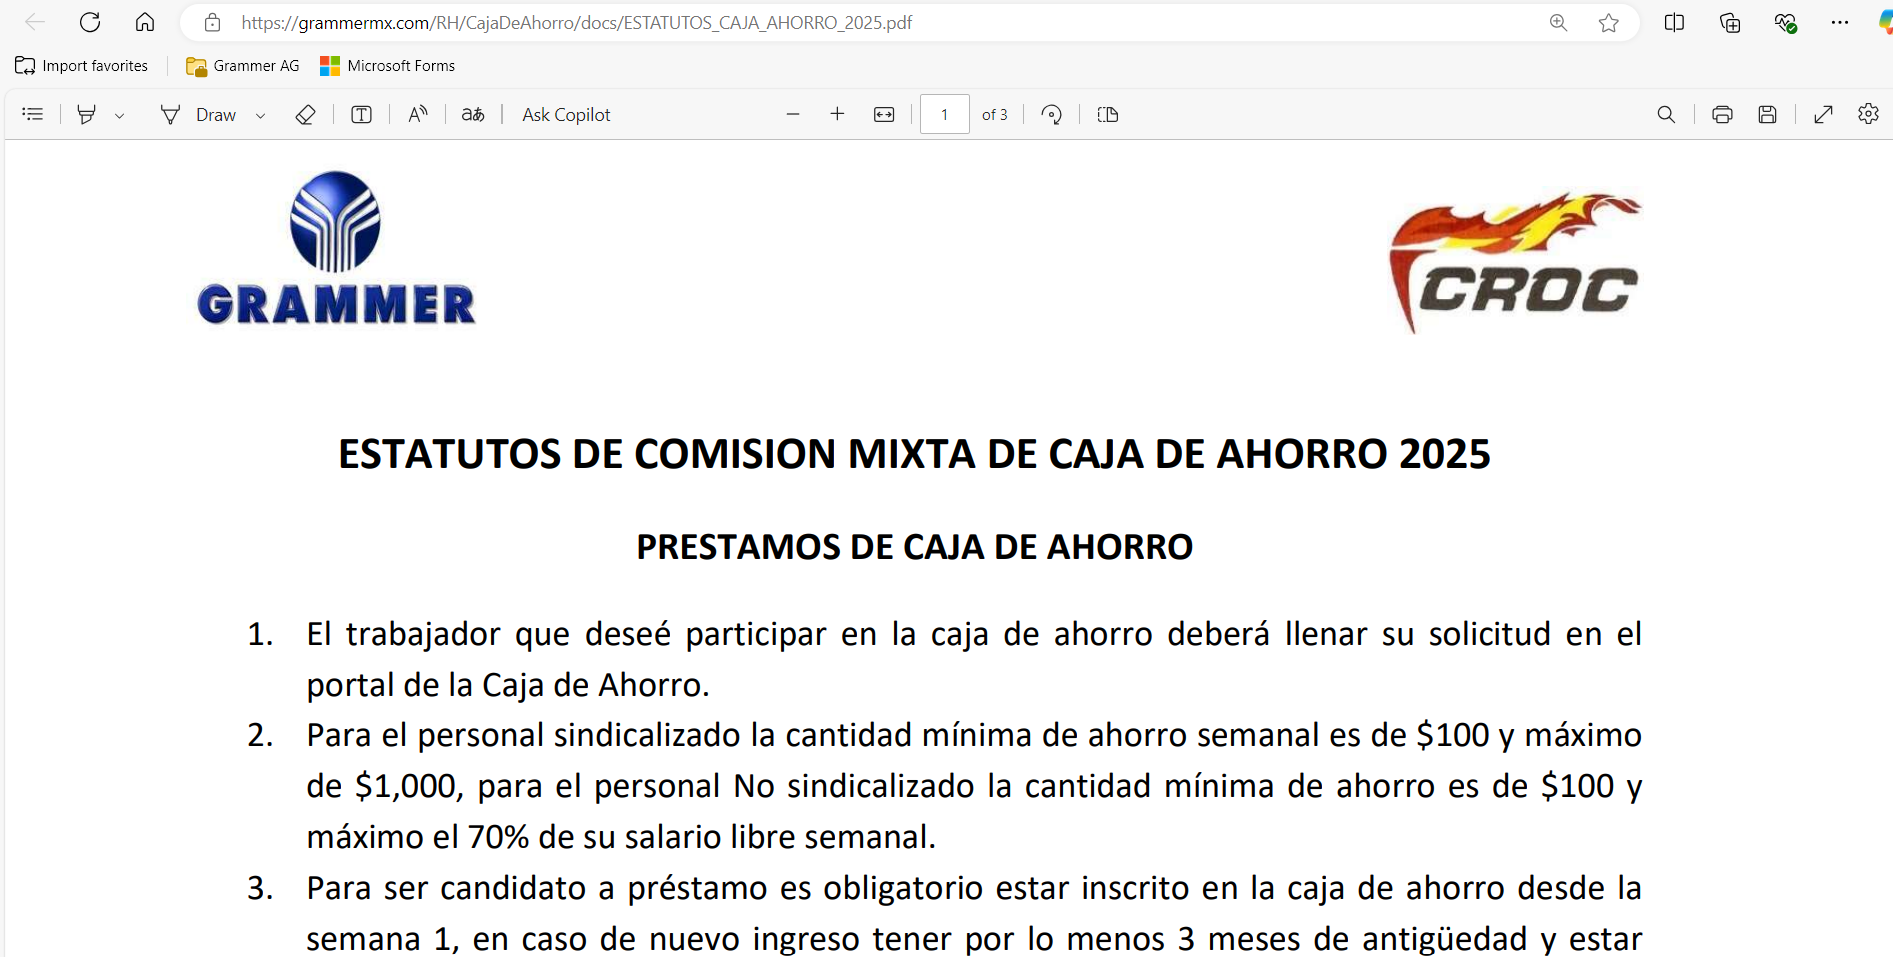 https://grammermx.com/RH/CajaDeAhorro/docs/ESTATUTOS_CAJA_AHORRO_2025.pdf
Import favorites Grammer AG Microsoft Forms
Draw T A aあ Ask Copilot 1 of 3
GRAMMER
CROC
ESTATUTOS DE COMISION MIXTA DE CAJA DE AHORRO 2025
PRESTAMOS DE CAJA DE AHORRO
1. El trabajador que deseé participar en la caja de ahorro deberá llenar su solicitud en el
portal de la Caja de Ahorro.
2. Para el personal sindicalizado la cantidad mínima de ahorro semanal es de $100 y máximo
de $1,000, para el personal No sindicalizado la cantidad mínima de ahorro es de $100 y
máximo el 70% de su salario libre semanal.
3. Para ser candidato a préstamo es obligatorio estar inscrito en la caja de ahorro desde la
semana 1, en caso de nuevo ingreso tener por lo menos 3 meses de antigüedad y estar